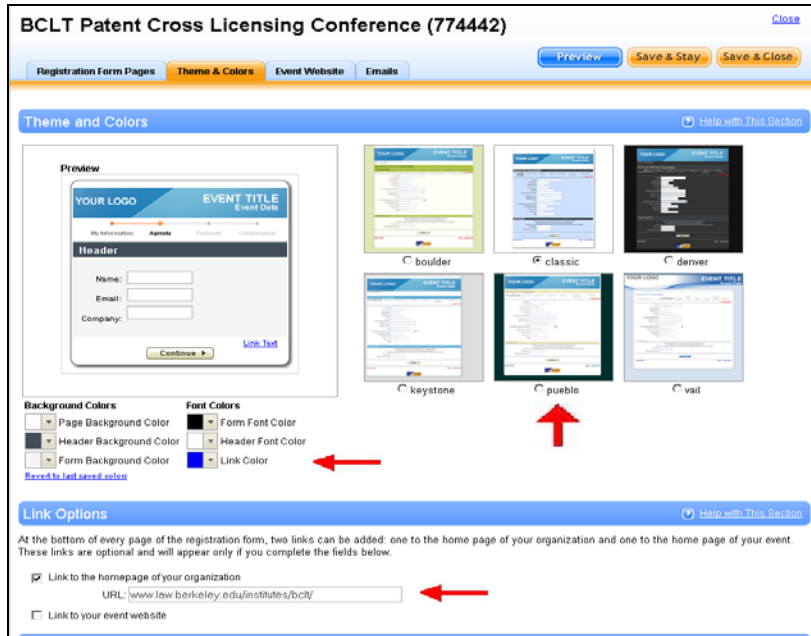 BCLT Patent Cross Licensing Conference (774442)
Close
Preview Save & Stay Save & Close
Registration Form Pages Theme & Colors Event Website Emails
Theme and Colors
Help with This Section
Preview
YOUR LOGO EVENT TITLE
Event Date
My Information Agenda Payment Confirmation
Header
Name:
Email:
Company:
Link Text
Continue
YOUR LOGO EVENT TITLE
boulder classic denver
YOUR LOGO EVENT TITLE
keystone pueblo vail
Background Colors Font Colors
Page Background Color Form Font Color
Header Background Color Header Font Color
Form Background Color Link Color
Revert to last saved colors
Link Options
Help with This Section
At the bottom of every page of the registration form, two links can be added: one to the home page of your organization and one to the home page of your event.
These links are optional and will appear only if you complete the fields below.
Link to the homepage of your organization
URL: www.law.berkeley.edu/institutes/bclt/
Link to your event website